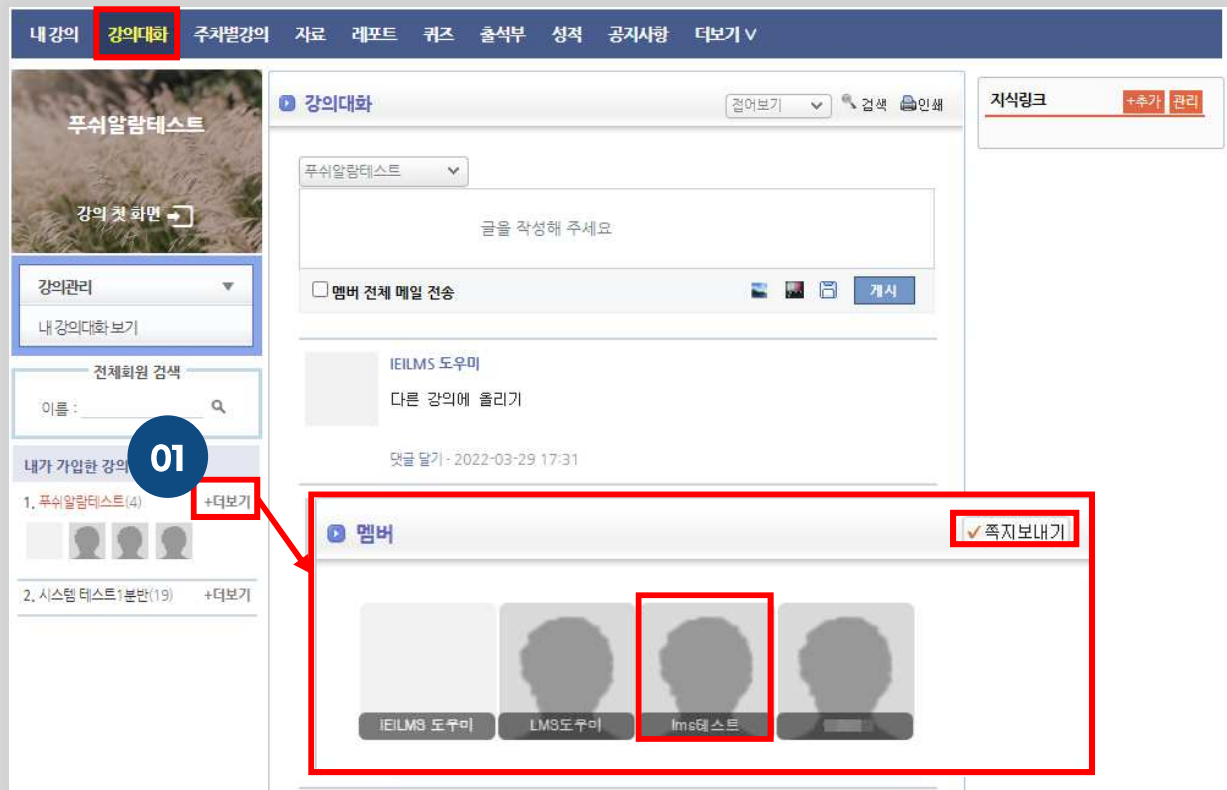 내 강의 강의대화 주차별강의 자료 레포트 퀴즈 출석부 성적 공지사항 더보기 ∨
푸쉬알람테스트
강의 첫 화면
강의관리
내 강의대화 보기
전체회원 검색
이름 :
내가 가입한 강의
01
1. 푸쉬알람테스트(4) +더보기
2. 시스템 테스트1분반(19) +더보기
강의대화
접어보기 검색 인쇄
푸쉬알람테스트
글을 작성해 주세요
멤버 전체 메일 전송 게시
IEILMS 도우미
다른 강의에 올리기
댓글 달기 - 2022-03-29 17:31
멤버 쪽지보내기
IEILMS 도우미 LMS도우미 lms테스트
지식링크 +추가 관리